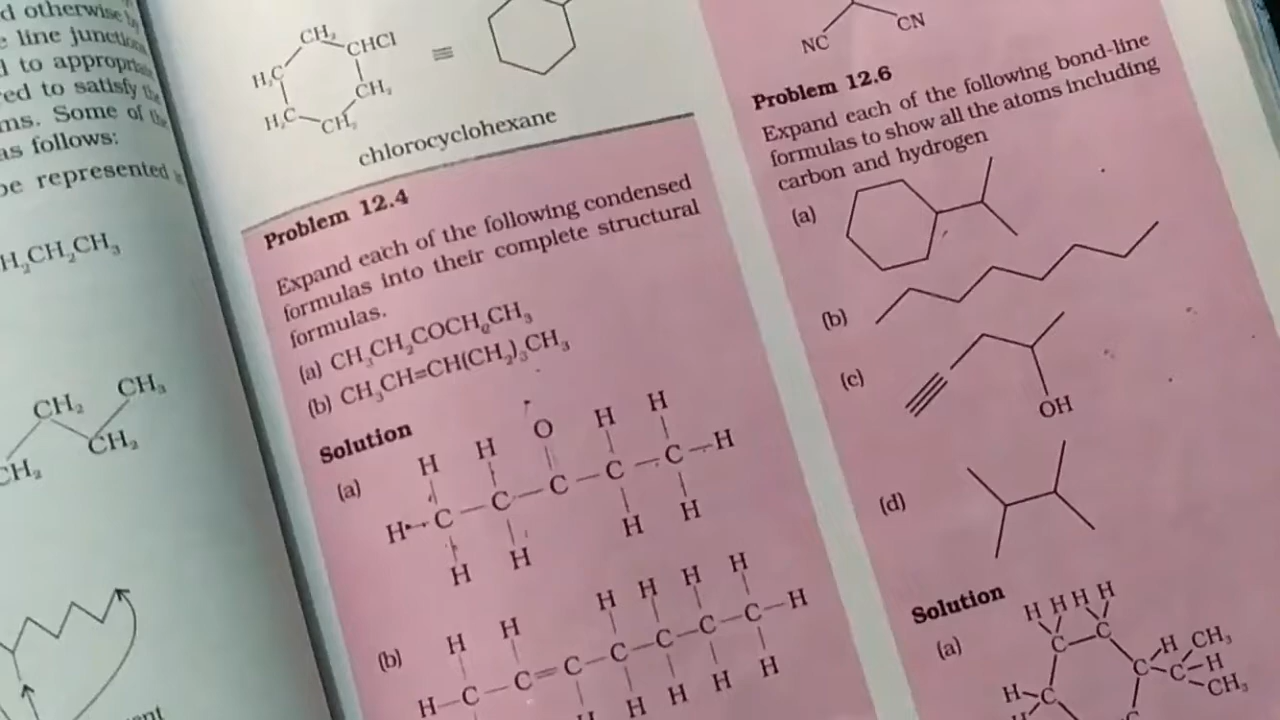 d otherwise
e line junction
d to appropriate
red to satisfy the
ms. Some of the
as follows:
be represented
H₂CH₂CH₃
CH₂ CH₃
CH₂ CH₂
CH₂
CHCl
H₂C
CH₂
H₂C
CH₂
≡
chlorocyclohexane
Problem 12.4
Expand each of the following condensed
formulas into their complete structural
formulas.
(a) CH₃CH₂COCH₂CH₃
(b) CH₃CH=CH(CH₂)₃CH₃
Solution
(a)
H H O H H
H–C–C–C–C–C–H
H H H H
(b)
H H H H H H
H–C–C=C–C–C–C–C–H
H H H H H
NC CN
Problem 12.6
Expand each of the following bond-line
formulas to show all the atoms including
carbon and hydrogen
(a)
(b)
(c)
OH
(d)
Solution
(a)
H H H H
C C
H CH₃
C–C–H
CH₃
H–C
C